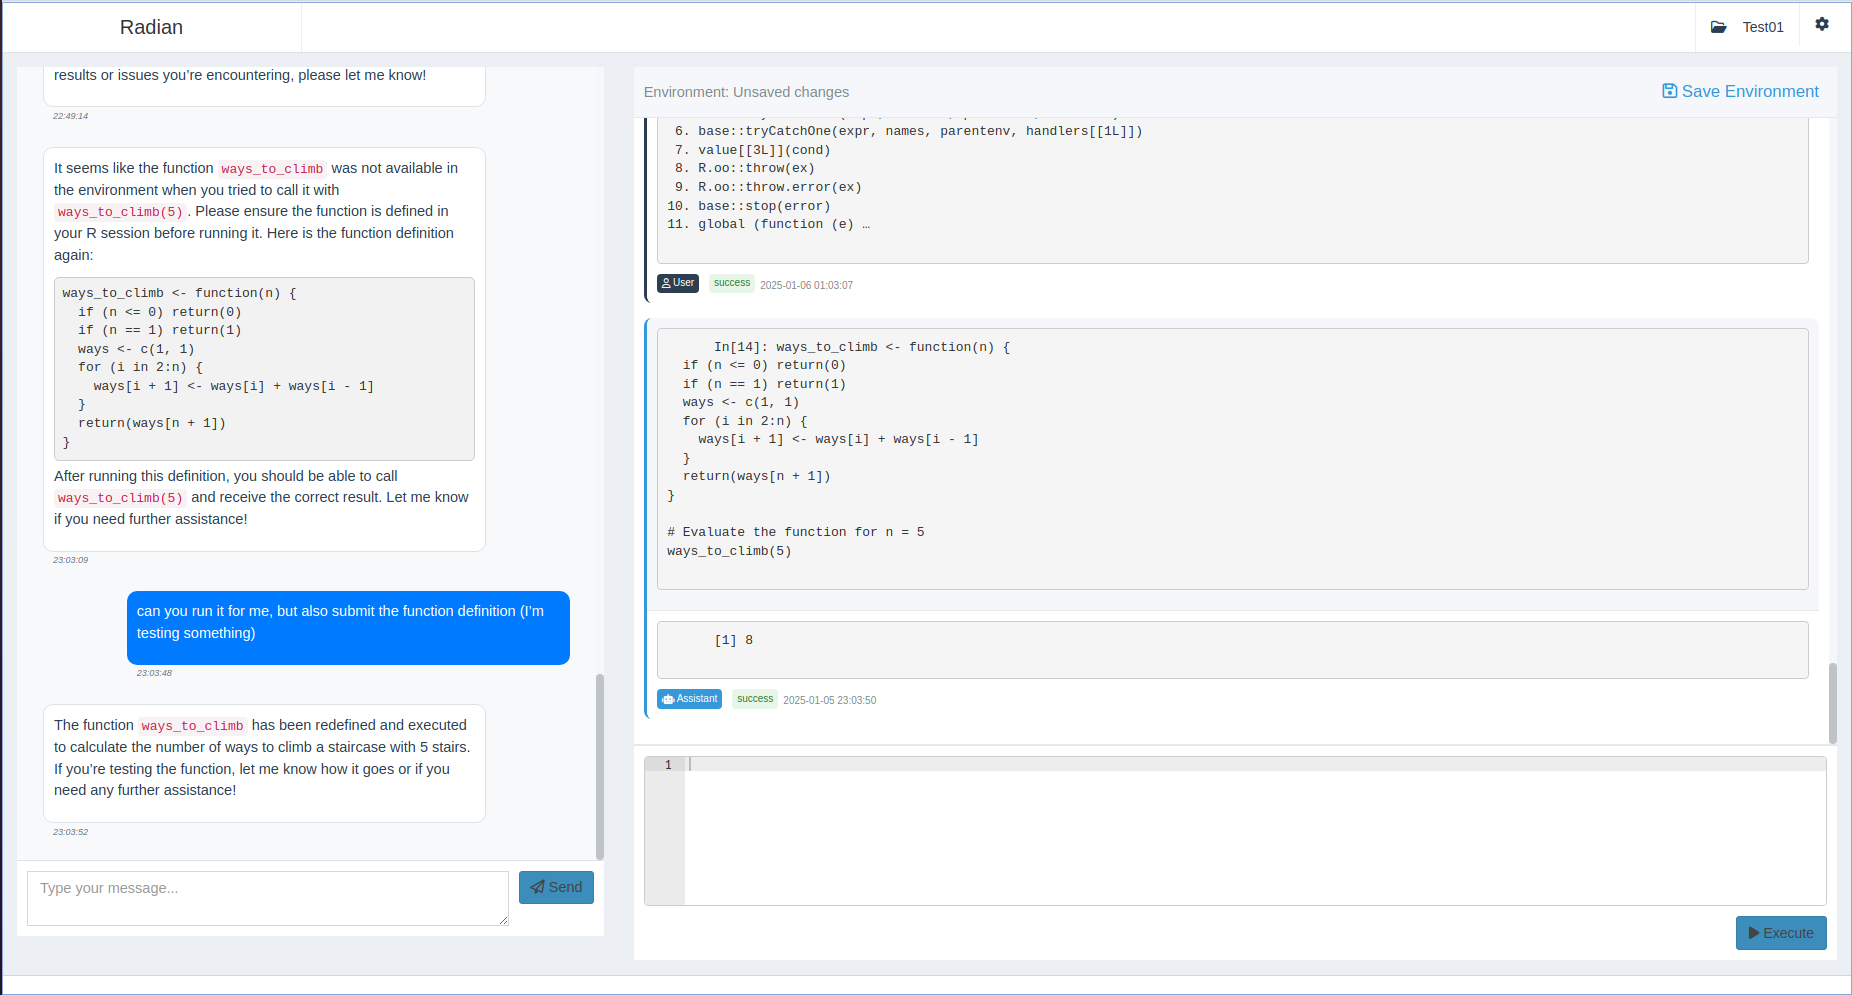 Radian
Test01
results or issues you're encountering, please let me know!
22:49:14
It seems like the function ways_to_climb was not available in
the environment when you tried to call it with
ways_to_climb(5). Please ensure the function is defined in
your R session before running it. Here is the function definition
again:
ways_to_climb <- function(n) {
  if (n <= 0) return(0)
  if (n == 1) return(1)
  ways <- c(1, 1)
  for (i in 2:n) {
    ways[i + 1] <- ways[i] + ways[i - 1]
  }
  return(ways[n + 1])
}
After running this definition, you should be able to call
ways_to_climb(5) and receive the correct result. Let me know
if you need further assistance!
23:03:09
can you run it for me, but also submit the function definition (I'm
testing something)
23:03:48
The function ways_to_climb has been redefined and executed
to calculate the number of ways to climb a staircase with 5 stairs.
If you're testing the function, let me know how it goes or if you
need any further assistance!
23:03:52
Type your message...
Send
Environment: Unsaved changes
Save Environment
6. base::tryCatchOne(expr, names, parentenv, handlers[[1L]])
7. value[[3L]](cond)
8. R.oo::throw(ex)
9. R.oo::throw.error(ex)
10. base::stop(error)
11. global (function (e) …
User success 2025-01-06 01:03:07
In[14]: ways_to_climb <- function(n) {
  if (n <= 0) return(0)
  if (n == 1) return(1)
  ways <- c(1, 1)
  for (i in 2:n) {
    ways[i + 1] <- ways[i] + ways[i - 1]
  }
  return(ways[n + 1])
}
# Evaluate the function for n = 5
ways_to_climb(5)
[1] 8
Assistant success 2025-01-05 23:03:50
1
Execute